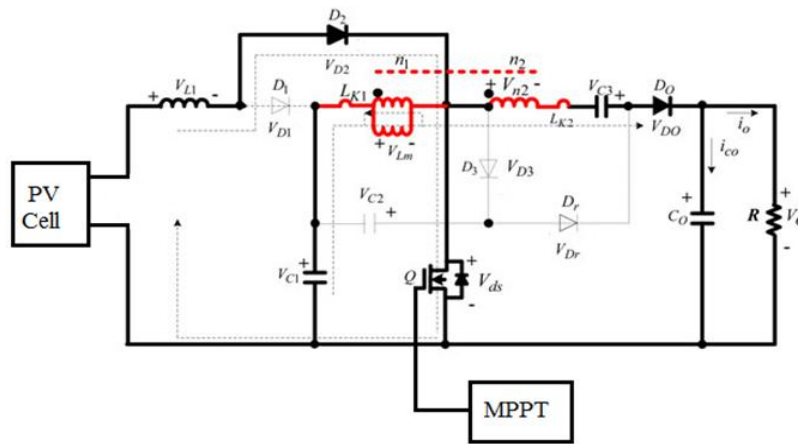 D2
VD2
n1 n2
VL1
D1
LK1
+ Vn2 -
VC3
DO
+ -
VD1
LK2
+
VDO
io
+ VLm -
ico
D3
VD3
PV
Cell
VC2
+
Dr
VDr
CO
+
R
+
VC1
+
Q
+
Vds
-
-
MPPT